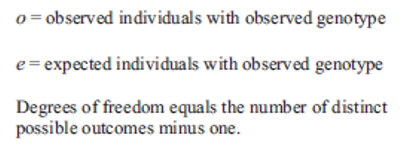 o = observed individuals with observed genotype
e = expected individuals with observed genotype
Degrees of freedom equals the number of distinct
possible outcomes minus one.